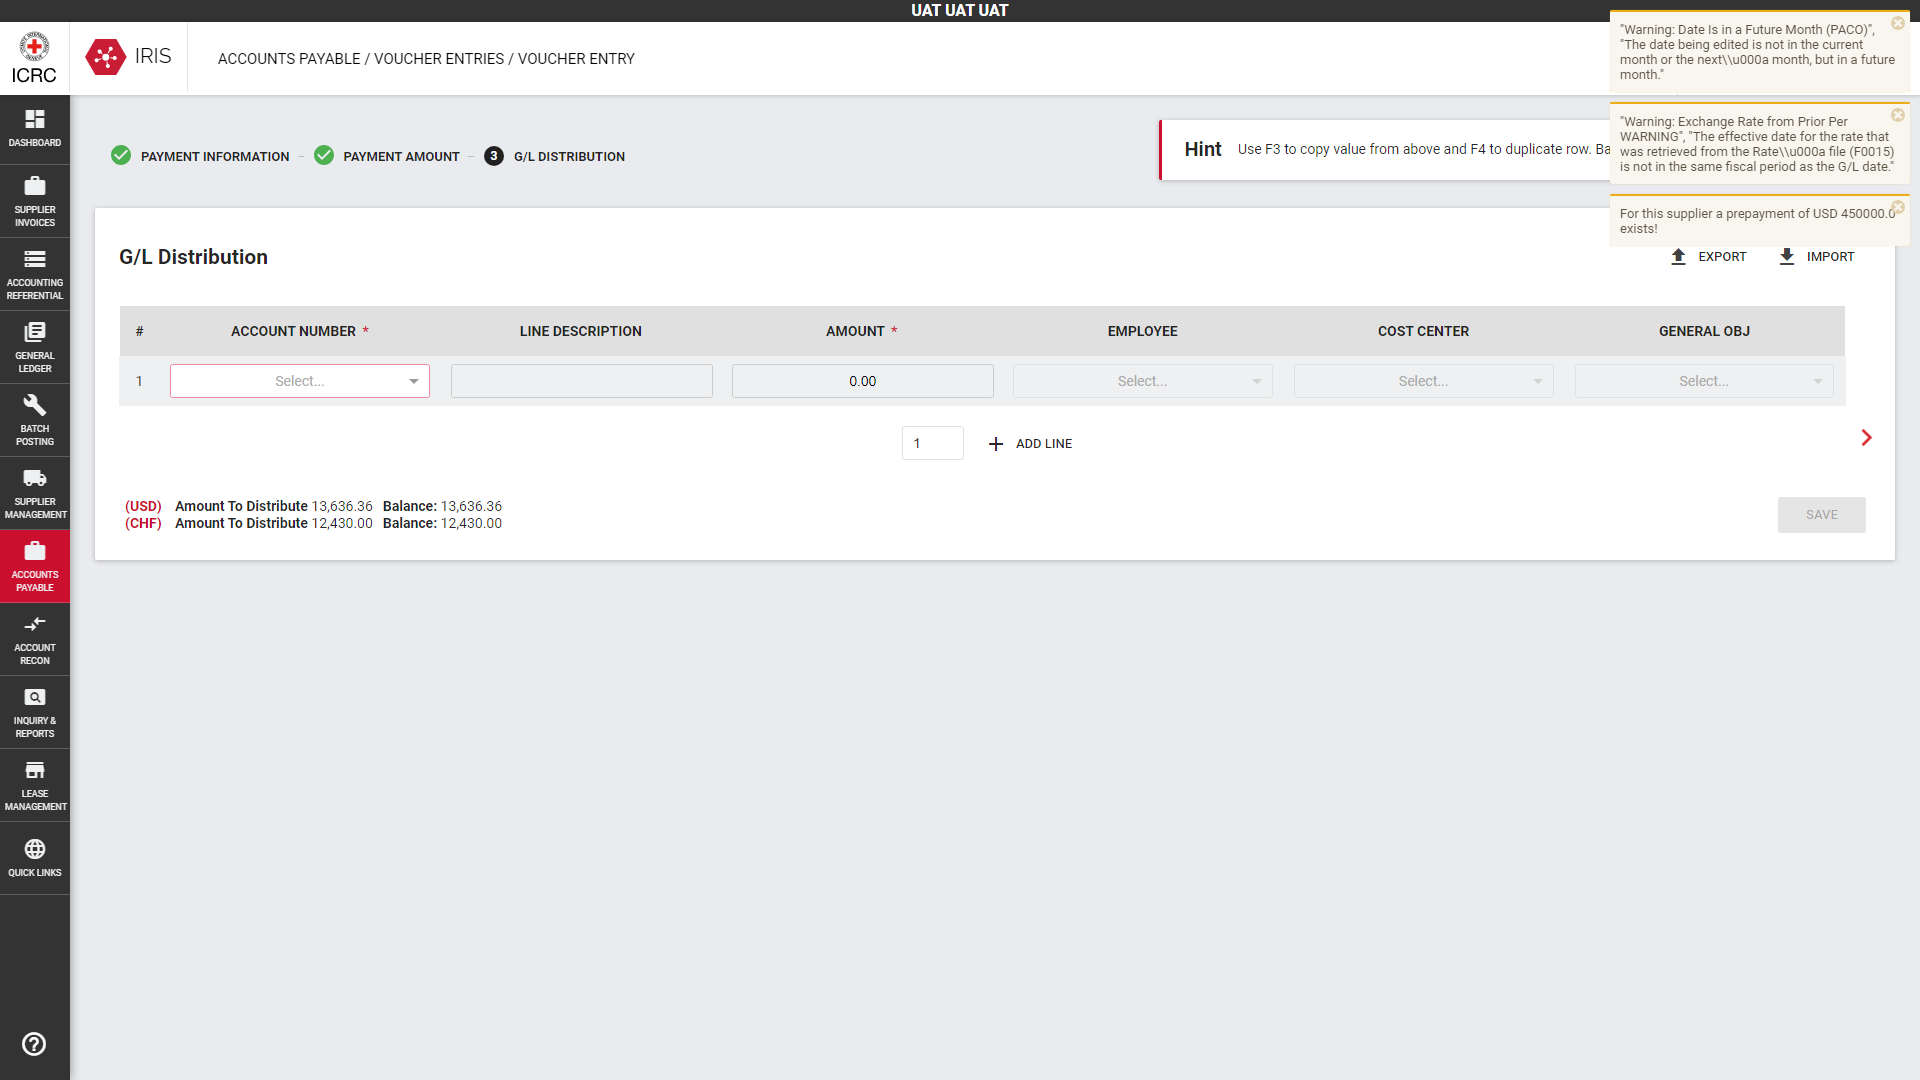 UAT UAT UAT
ICRC
IRIS
ACCOUNTS PAYABLE / VOUCHER ENTRIES / VOUCHER ENTRY
"Warning: Date Is in a Future Month (PACO)",
"The date being edited is not in the current
month or the next\\u000a month, but in a future
month."
"Warning: Exchange Rate from Prior Per
WARNING", "The effective date for the rate that
was retrieved from the Rate\\u000a file (F0015)
is not in the same fiscal period as the G/L date."
For this supplier a prepayment of USD 450000.0
exists!
DASHBOARD
SUPPLIER
INVOICES
ACCOUNTING
REFERENTIAL
GENERAL
LEDGER
BATCH
POSTING
SUPPLIER
MANAGEMENT
ACCOUNTS
PAYABLE
ACCOUNT
RECON
INQUIRY &
REPORTS
LEASE
MANAGEMENT
QUICK LINKS
PAYMENT INFORMATION
PAYMENT AMOUNT
3 G/L DISTRIBUTION
Hint Use F3 to copy value from above and F4 to duplicate row. Ba
G/L Distribution
EXPORT
IMPORT
# ACCOUNT NUMBER * LINE DESCRIPTION AMOUNT * EMPLOYEE COST CENTER GENERAL OBJ
1 Select... 0.00 Select... Select... Select...
1 ADD LINE
(USD) Amount To Distribute 13,636.36 Balance: 13,636.36
(CHF) Amount To Distribute 12,430.00 Balance: 12,430.00
SAVE